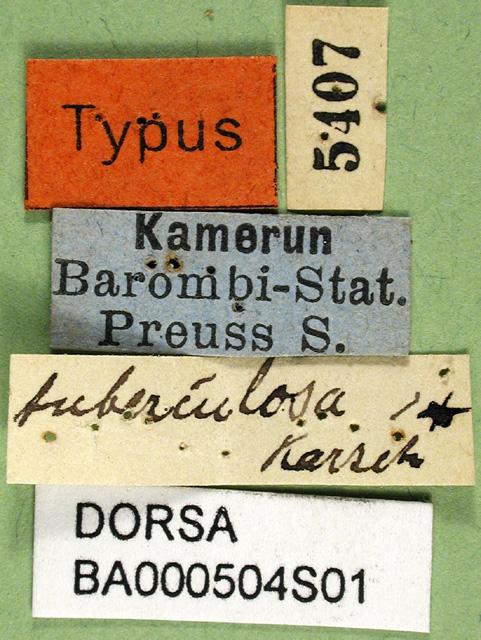 Typus
5407
Kamerun
Barombi-Stat.
Preuss S.
tuberculosa
Karsch
DORSA
BA000504S01